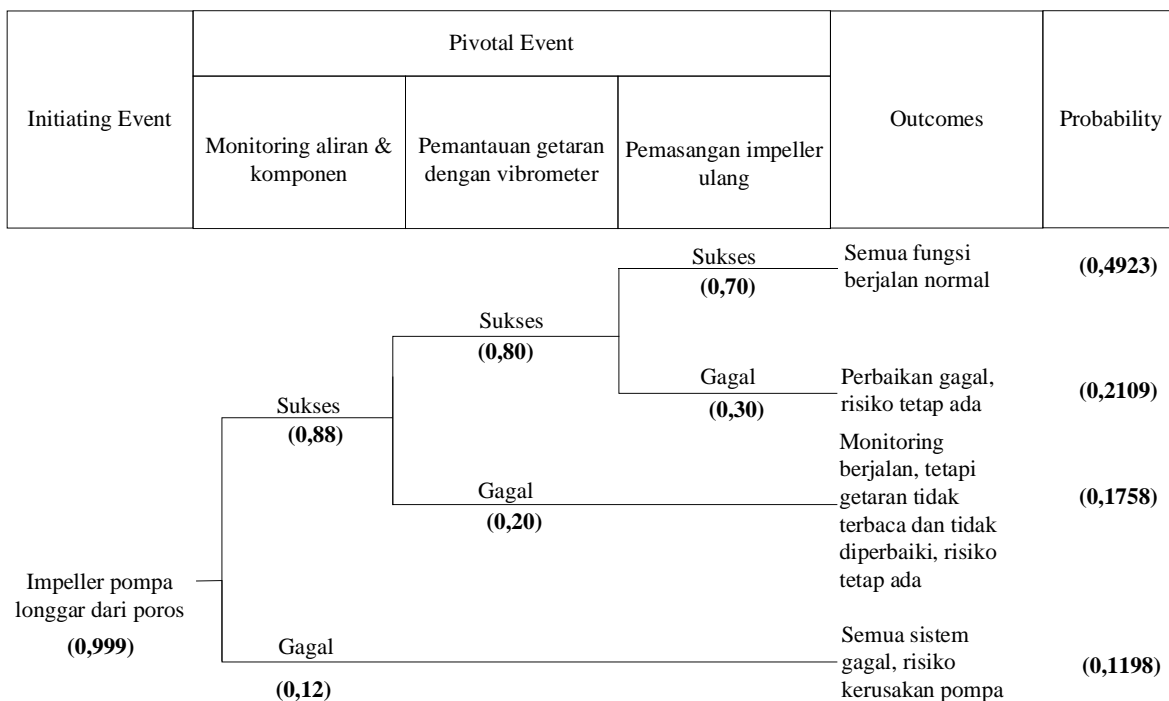 Initiating Event
Pivotal Event
Monitoring aliran &
komponen
Pemantauan getaran
dengan vibrometer
Pemasangan impeller
ulang
Outcomes
Probability
Sukses
(0,70)
Semua fungsi
berjalan normal
(0,4923)
Sukses
(0,80)
Gagal
(0,30)
Perbaikan gagal,
risiko tetap ada
(0,2109)
Sukses
(0,88)
Gagal
(0,20)
Monitoring
berjalan, tetapi
getaran tidak
terbaca dan tidak
diperbaiki, risiko
tetap ada
(0,1758)
Impeller pompa
longgar dari poros
(0,999)
Gagal
(0,12)
Semua sistem
gagal, risiko
kerusakan pompa
(0,1198)